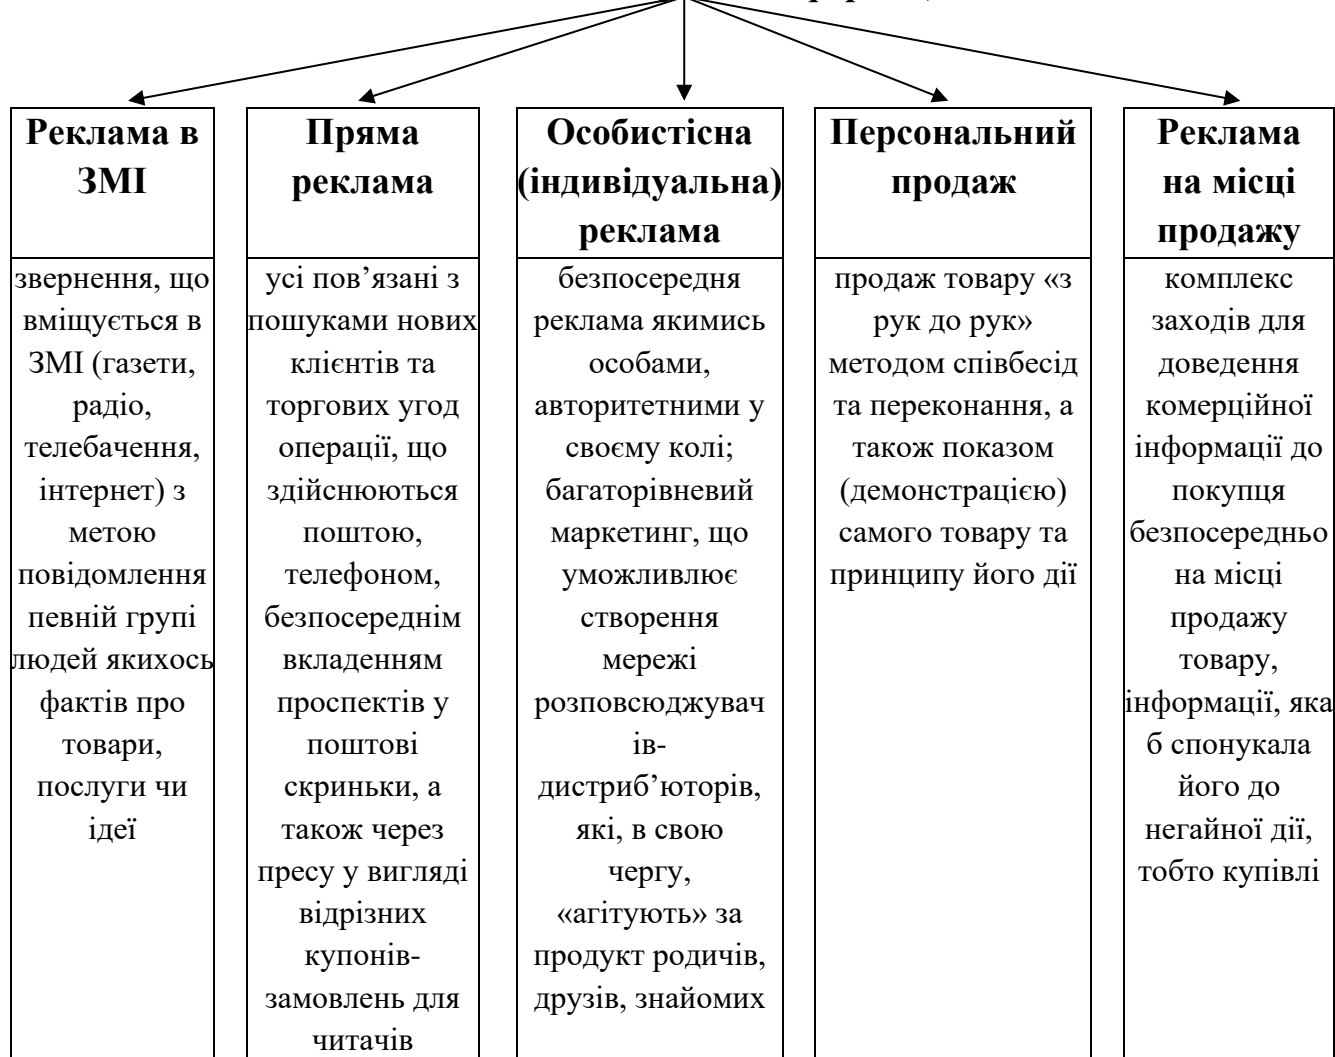 Реклама в
ЗМІ
звернення, що
вміщується в
ЗМІ (газети,
радіо,
телебачення,
інтернет) з
метою
повідомлення
певній групі
людей якихось
фактів про
товари,
послуги чи
ідеї
Пряма
реклама
усі пов’язані з
пошуками нових
клієнтів та
торгових угод
операції, що
здійснюються
поштою,
телефоном,
безпосереднім
вкладенням
проспектів у
поштові
скриньки, а
також через
пресу у вигляді
відрізних
купонів-
замовлень для
читачів
Особистісна
(індивідуальна)
реклама
безпосередня
реклама якимись
особами,
авторитетними у
своєму колі;
багаторівневий
маркетинг, що
уможливлює
створення
мережі
розповсюджувач
ів-
дистриб’юторів,
які, в свою
чергу,
«агітують» за
продукт родичів,
друзів, знайомих
Персональний
продаж
продаж товару «з
рук до рук»
методом співбесід
та переконання, а
також показом
(демонстрацією)
самого товару та
принципу його дії
Реклама
на місці
продажу
комплекс
заходів для
доведення
комерційної
інформації до
покупця
безпосередньо
на місці
продажу
товару,
інформації, яка
б спонукала
його до
негайної дії,
тобто купівлі